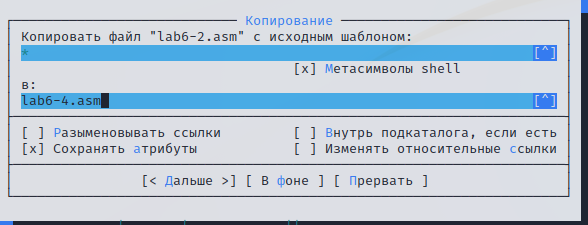 Копирование
Копировать файл "lab6-2.asm" с исходным шаблоном:
* [^]
[x] Метасимволы shell
в:
lab6-4.asm [^]
[ ] Разыменовывать ссылки [ ] Внутрь подкаталога, если есть
[x] Сохранять атрибуты [ ] Изменять относительные ссылки
[< Дальше >] [ В фоне ] [ Прервать ]